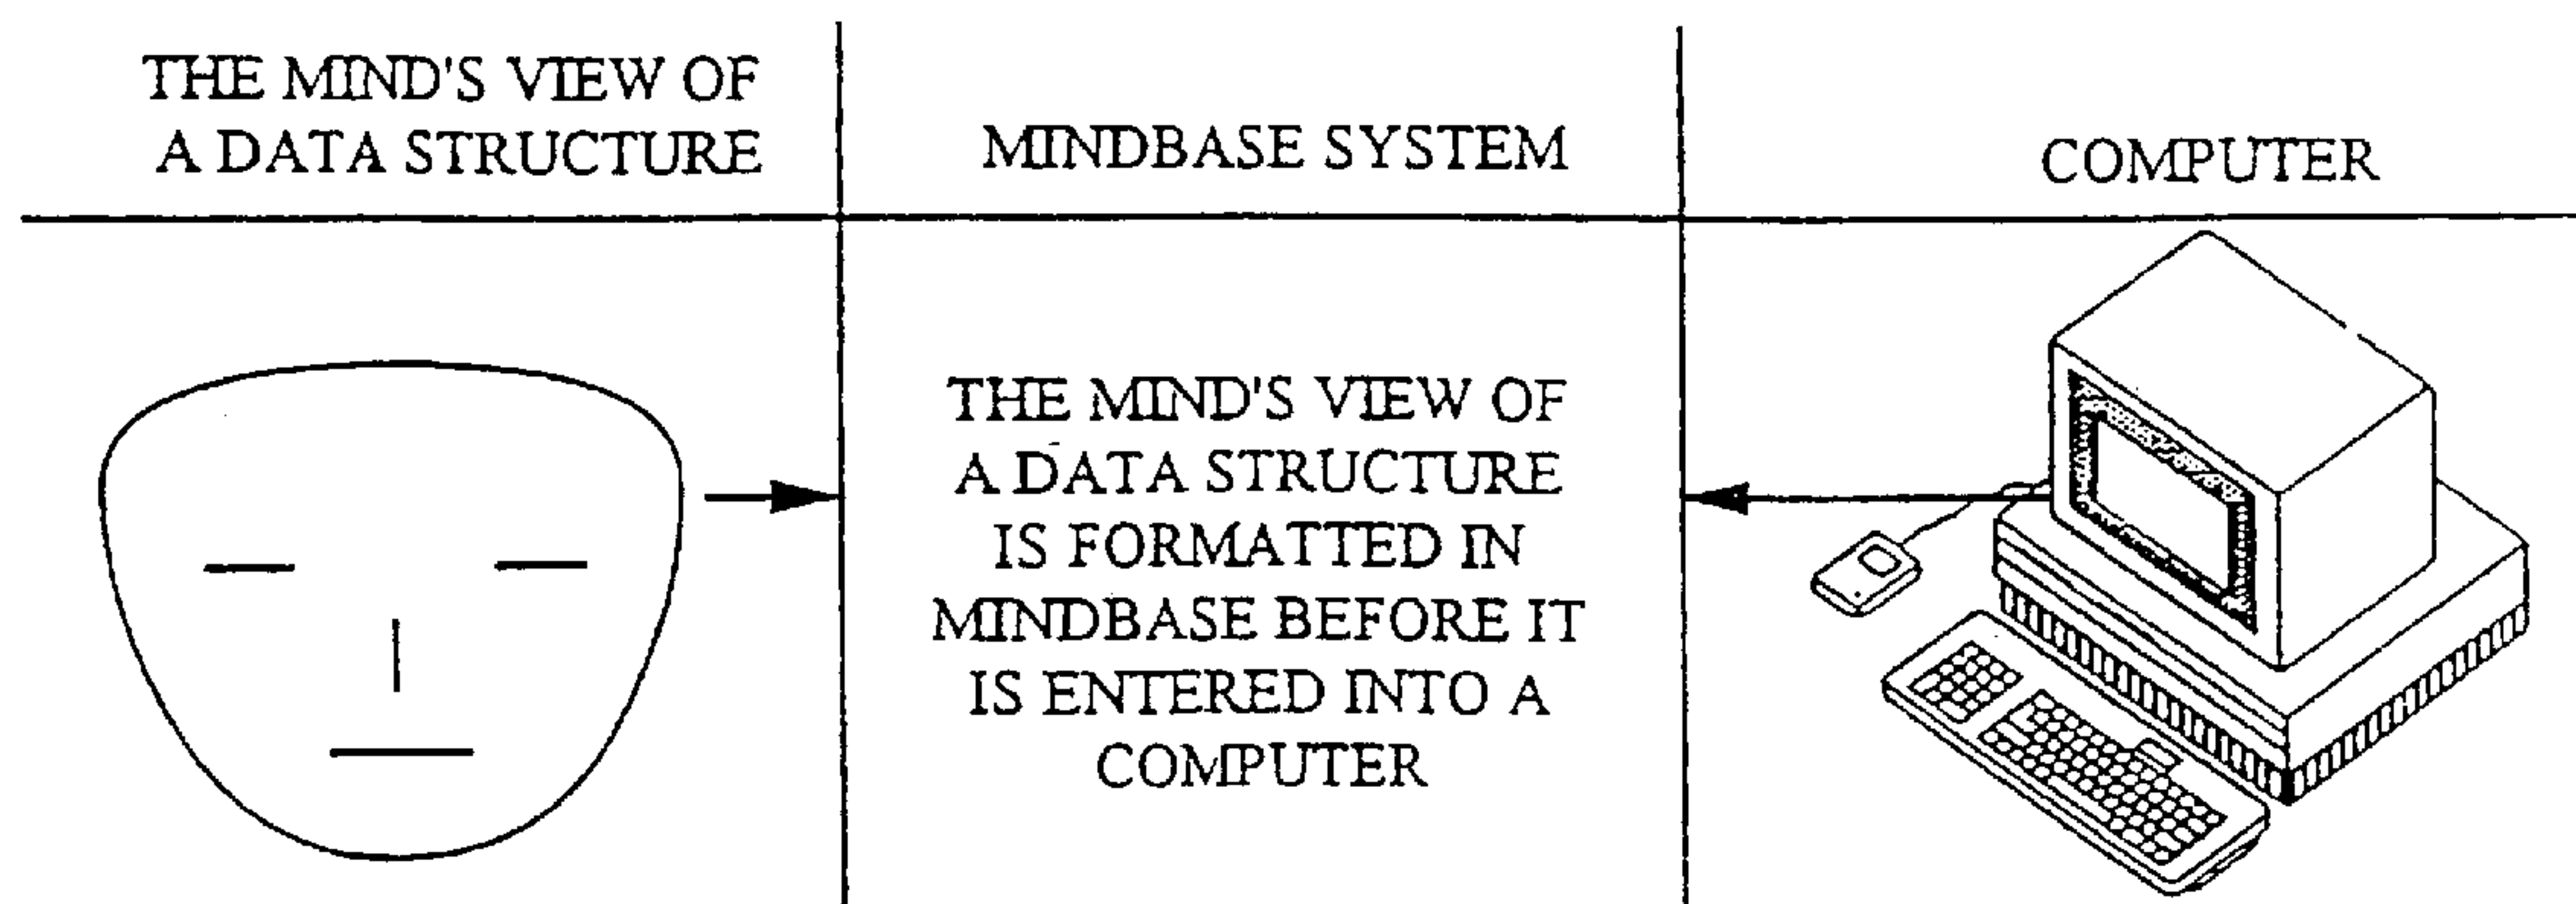 THE MIND'S VIEW OF
A DATA STRUCTURE
MINDBASE SYSTEM
COMPUTER
THE MIND'S VIEW OF
A DATA STRUCTURE
IS FORMATTED IN
MINDBASE BEFORE IT
IS ENTERED INTO A
COMPUTER